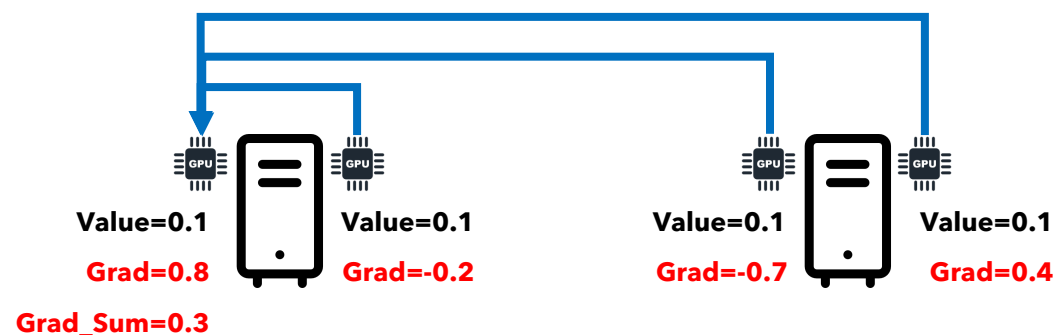 GPU GPU GPU GPU
Value=0.1 Value=0.1 Value=0.1 Value=0.1
Grad=0.8 Grad=-0.2 Grad=-0.7 Grad=0.4
Grad_Sum=0.3